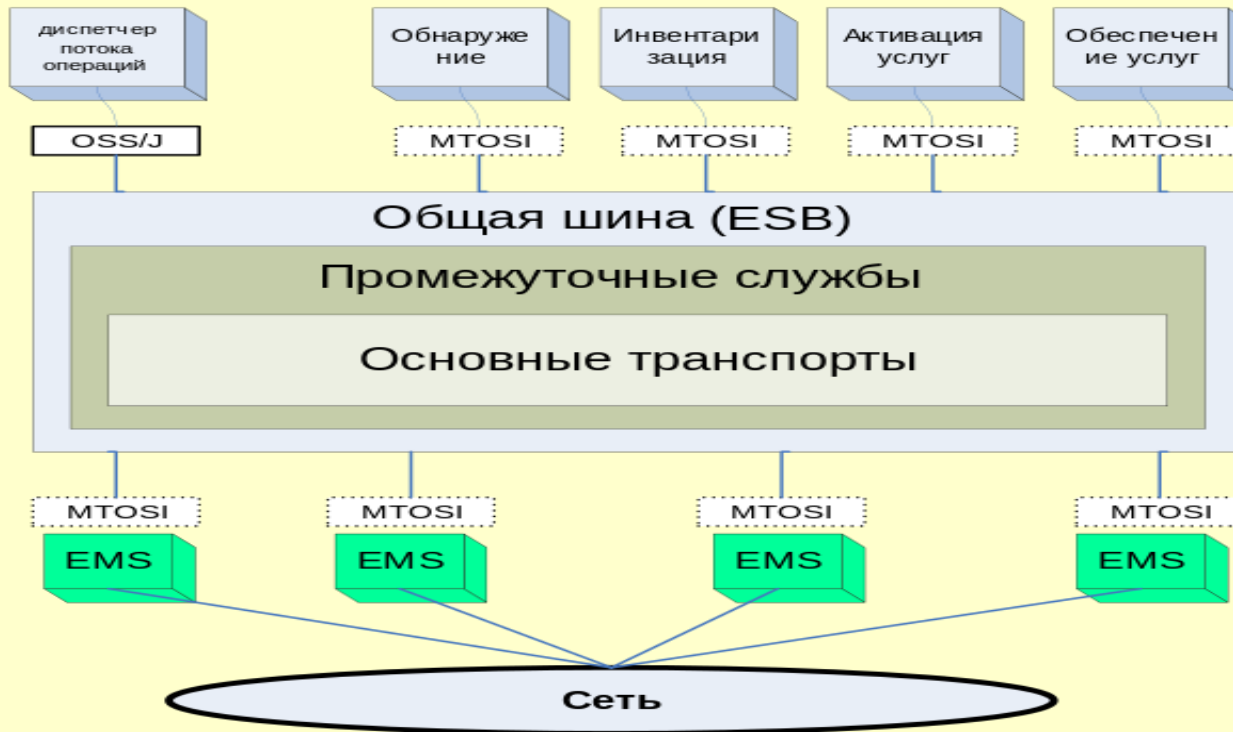 диспетчер
потока
операций
Обнаруже
ние
Инвентари
зация
Активация
услуг
Обеспечен
ие услуг
OSS/J
MTOSI
MTOSI
MTOSI
MTOSI
Общая шина (ESB)
Промежуточные службы
Основные транспорты
MTOSI
MTOSI
MTOSI
MTOSI
EMS
EMS
EMS
EMS
Сеть